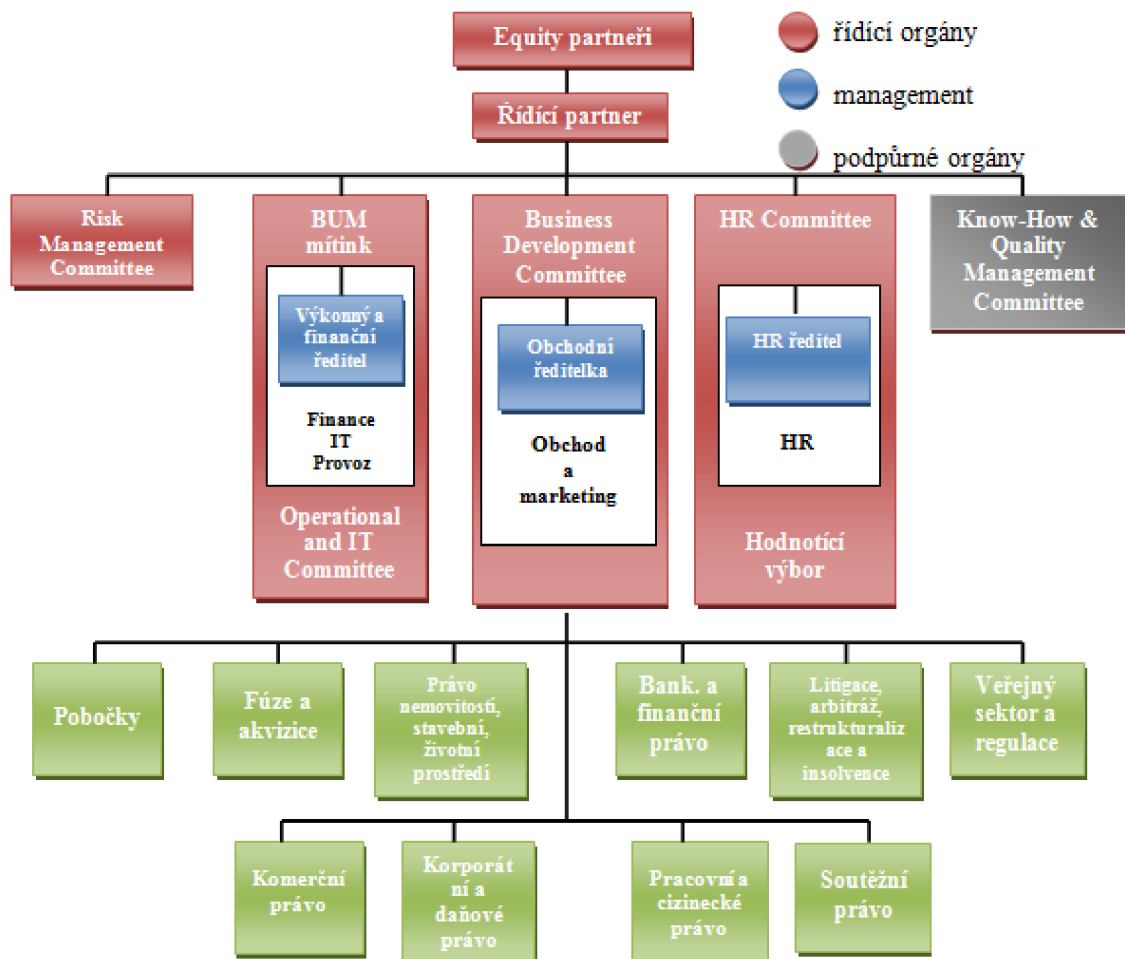 Equity partneři
řídící orgány
management
podpůrné orgány
Řídící partner
Risk
Management
Committee
BUM
mítink
Výkonný a
finanční
ředitel
Finance
IT
Provoz
Operational
and IT
Committee
Business
Development
Committee
Obchodní
ředitelka
Obchod
a
marketing
HR Committee
HR ředitel
HR
Hodnotící
výbor
Know-How &
Quality
Management
Committee
Pobočky
Fúze a
akvizice
Právo
nemovitostí,
stavební,
životní
prostředí
Bank. a
finanční
právo
Litigace,
arbitráž,
restrukturaliz
ace a
insolvence
Veřejný
sektor a
regulace
Komerční
právo
Korporát
ní a
daňové
právo
Pracovní a
cizinecké
právo
Soutěžní
právo